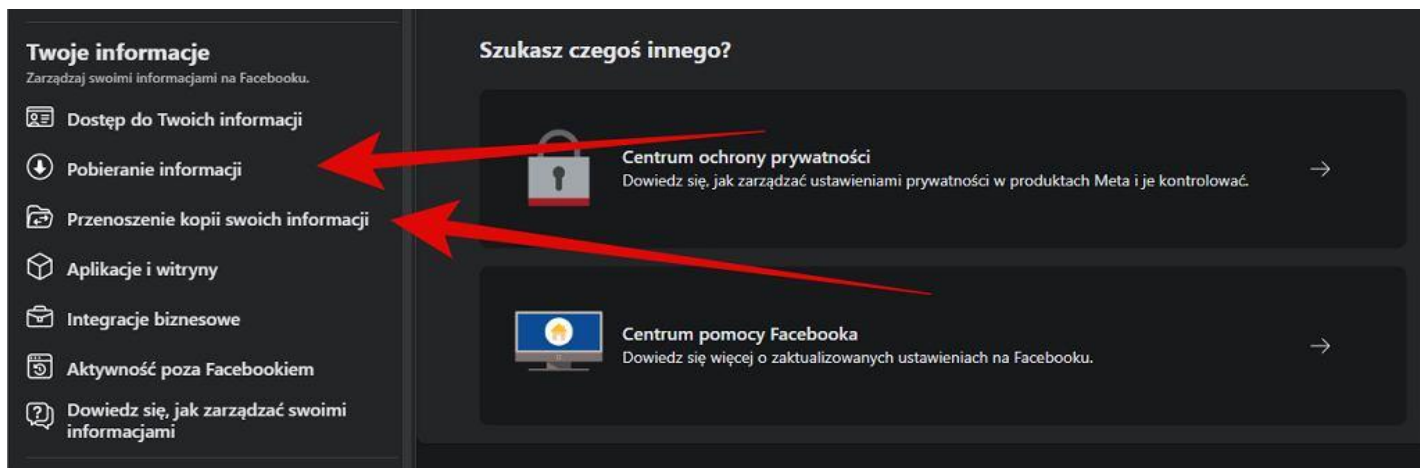 Twoje informacje
Zarządzaj swoimi informacjami na Facebooku.
Dostęp do Twoich informacji
Pobieranie informacji
Przenoszenie kopii swoich informacji
Aplikacje i witryny
Integracje biznesowe
Aktywność poza Facebookiem
Dowiedz się, jak zarządzać swoimi
informacjami
Szukasz czegoś innego?
Centrum ochrony prywatności
Dowiedz się, jak zarządzać ustawieniami prywatności w produktach Meta i je kontrolować.
Centrum pomocy Facebooka
Dowiedz się więcej o zaktualizowanych ustawieniach na Facebooku.